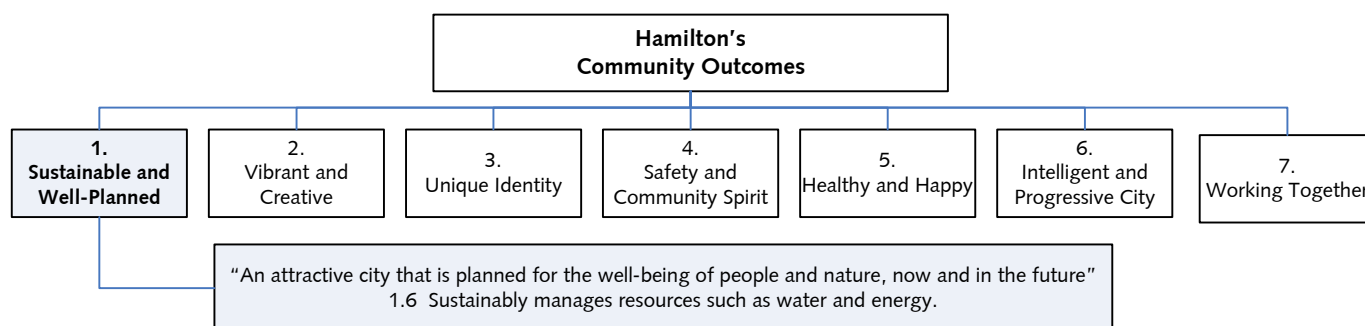 Hamilton's
Community Outcomes
1.
Sustainable and
Well-Planned
2.
Vibrant and
Creative
3.
Unique Identity
4.
Safety and
Community Spirit
5.
Healthy and Happy
6.
Intelligent and
Progressive City
7.
Working Together
“An attractive city that is planned for the well-being of people and nature, now and in the future”
1.6 Sustainably manages resources such as water and energy.